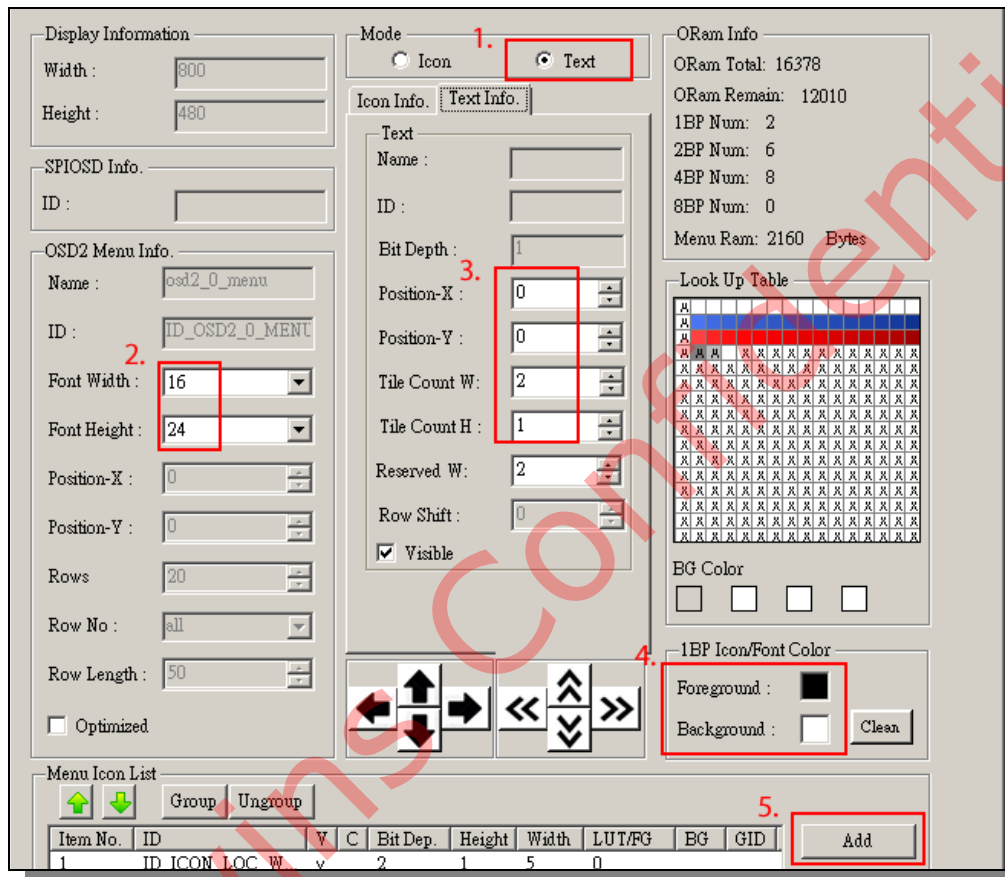 Display Information
Width :
800
Height :
480
SPIOSD Info.
ID :
OSD2 Menu Info.
Name :
osd2_0_menu
ID :
ID_OSD2_0_MENU
2.
Font Width :
16
Font Height :
24
Position-X :
0
Position-Y :
0
Rows
20
Row No :
all
Row Length :
50
Optimized
Mode
1.
Icon
Text
Icon Info.
Text Info.
Text
Name :
ID :
Bit Depth :
1
3.
Position-X :
0
Position-Y :
0
Tile Count W:
2
Tile Count H :
1
Reserved W:
2
Row Shift :
0
Visible
ORam Info
ORam Total: 16378
ORam Remain: 12010
1BP Num: 2
2BP Num: 6
4BP Num: 8
8BP Num: 0
Menu Ram: 2160 Bytes
Look Up Table
BG Color
4.
1BP Icon/Font Color
Foreground :
Background :
Clean
Menu Icon List
Group
Ungroup
5.
Add
Item No. ID V C Bit Dep. Height Width LUT/FG BG GID
1 ID_ICON_LOC_W... v 2 1 5 0
ins Confidenti